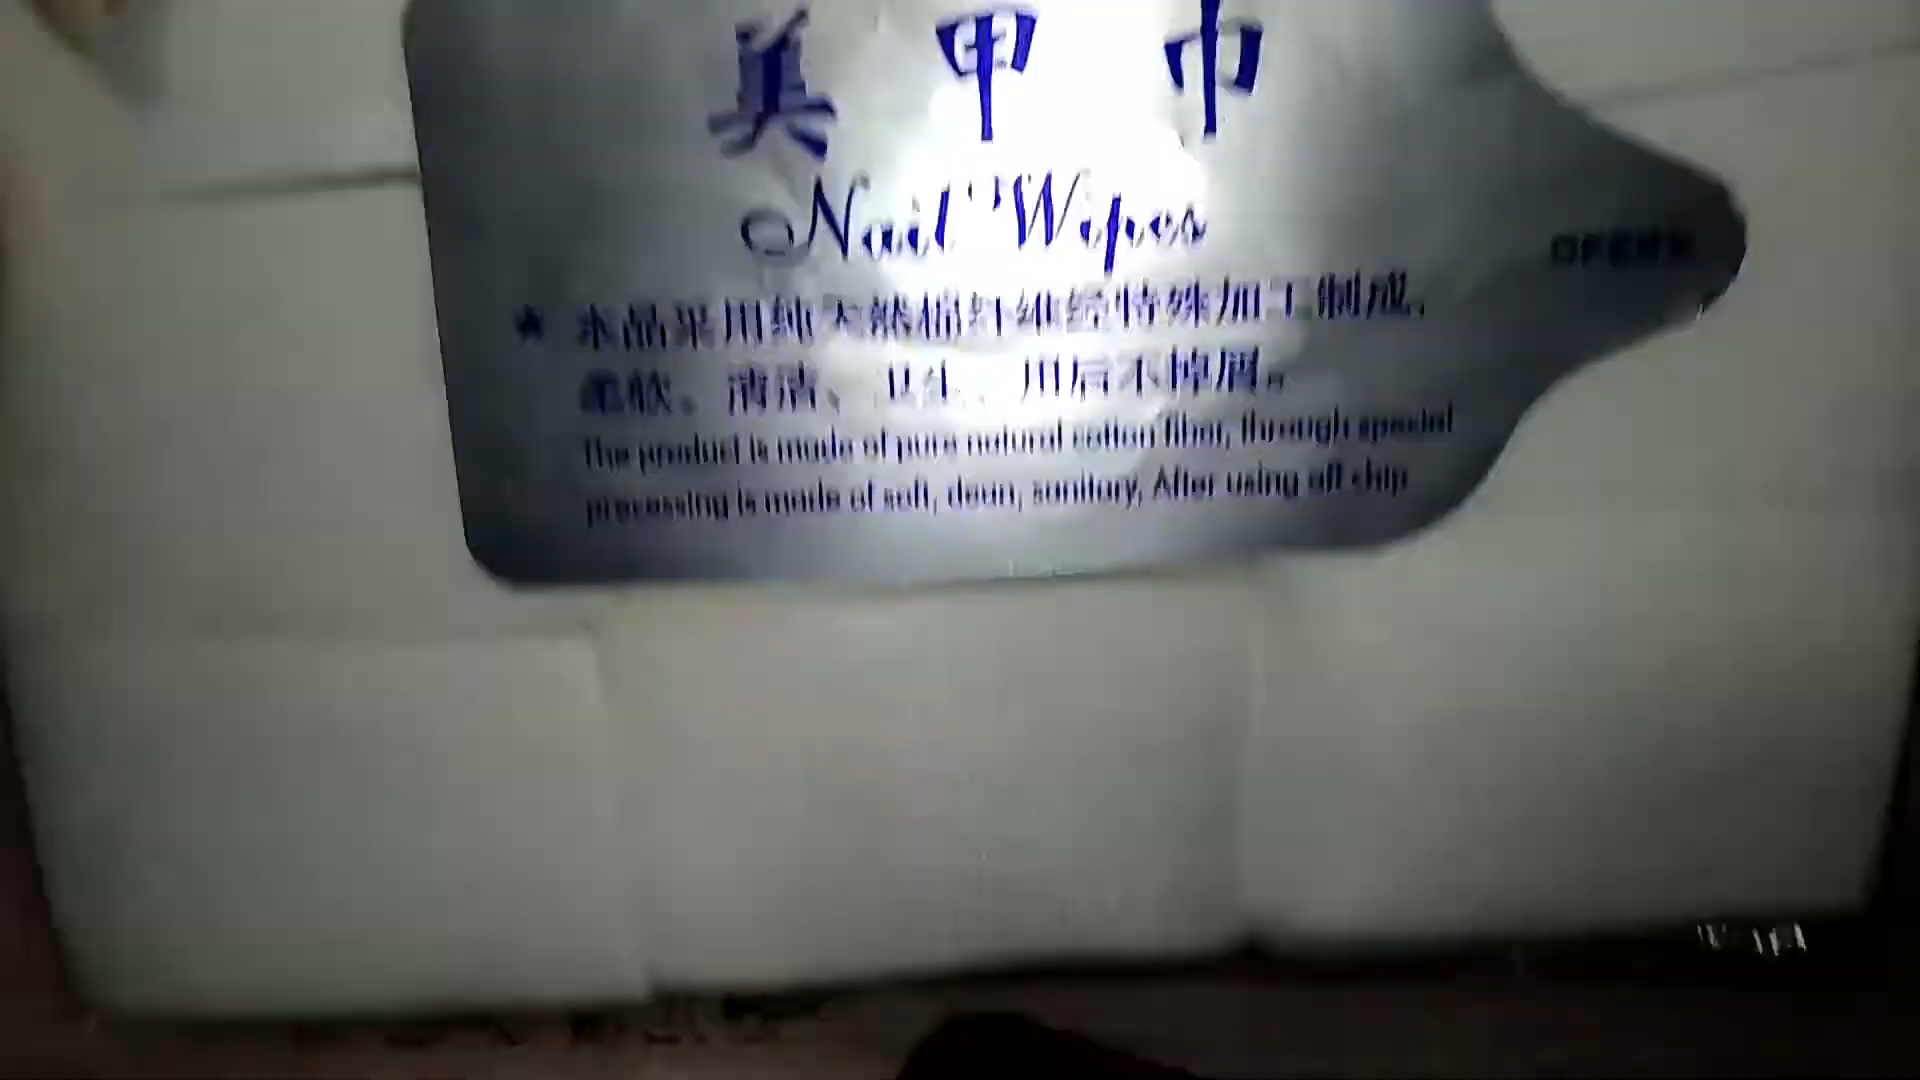 美甲巾
Nail Wipes
OPEN
★ 本品采用纯天然棉纤维经特殊加工制成,
柔软、清洁、卫生、用后不掉屑。
The product is made of pure natural cotton fiber, through special
processing is made of soft, clean, sanitary, After using off chip